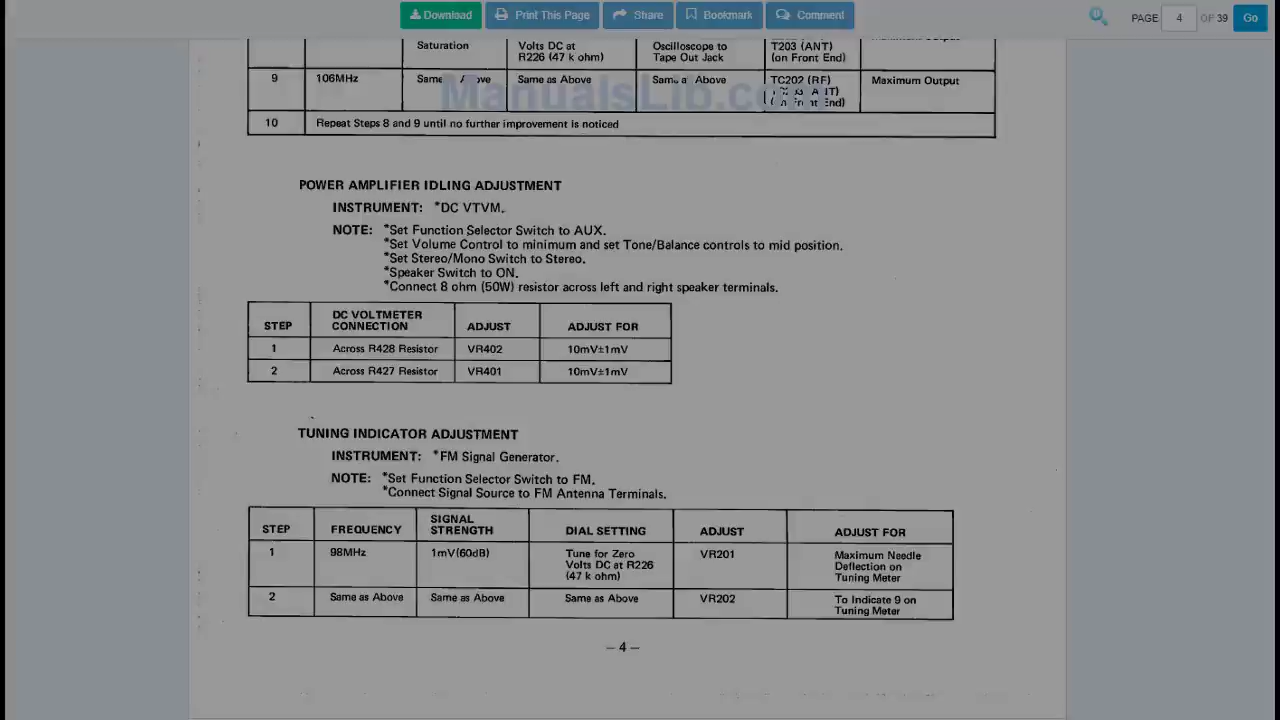 Download Print This Page Share Bookmark Comment PAGE 4 OF 39 Go
Saturation Volts DC at R226 (47 k ohm) Oscilloscope to Tape Out Jack T203 (ANT) (on Front End)
9 106MHz Same Above Same as Above Same Above TC202 (RF) (on Front End) Maximum Output
ManualsLib.com
10 Repeat Steps 8 and 9 until no further improvement is noticed
POWER AMPLIFIER IDLING ADJUSTMENT
INSTRUMENT: *DC VTVM.
NOTE: *Set Function Selector Switch to AUX.
*Set Volume Control to minimum and set Tone/Balance controls to mid position.
*Set Stereo/Mono Switch to Stereo.
*Speaker Switch to ON.
*Connect 8 ohm (50W) resistor across left and right speaker terminals.
STEP DC VOLTMETER CONNECTION ADJUST ADJUST FOR
1 Across R428 Resistor VR402 10mV±1mV
2 Across R427 Resistor VR401 10mV±1mV
TUNING INDICATOR ADJUSTMENT
INSTRUMENT: *FM Signal Generator.
NOTE: *Set Function Selector Switch to FM.
*Connect Signal Source to FM Antenna Terminals.
STEP FREQUENCY SIGNAL STRENGTH DIAL SETTING ADJUST ADJUST FOR
1 98MHz 1mV(60dB) Tune for Zero Volts DC at R226 (47 k ohm) VR201 Maximum Needle Deflection on Tuning Meter
2 Same as Above Same as Above Same as Above VR202 To Indicate 9 on Tuning Meter
— 4 —